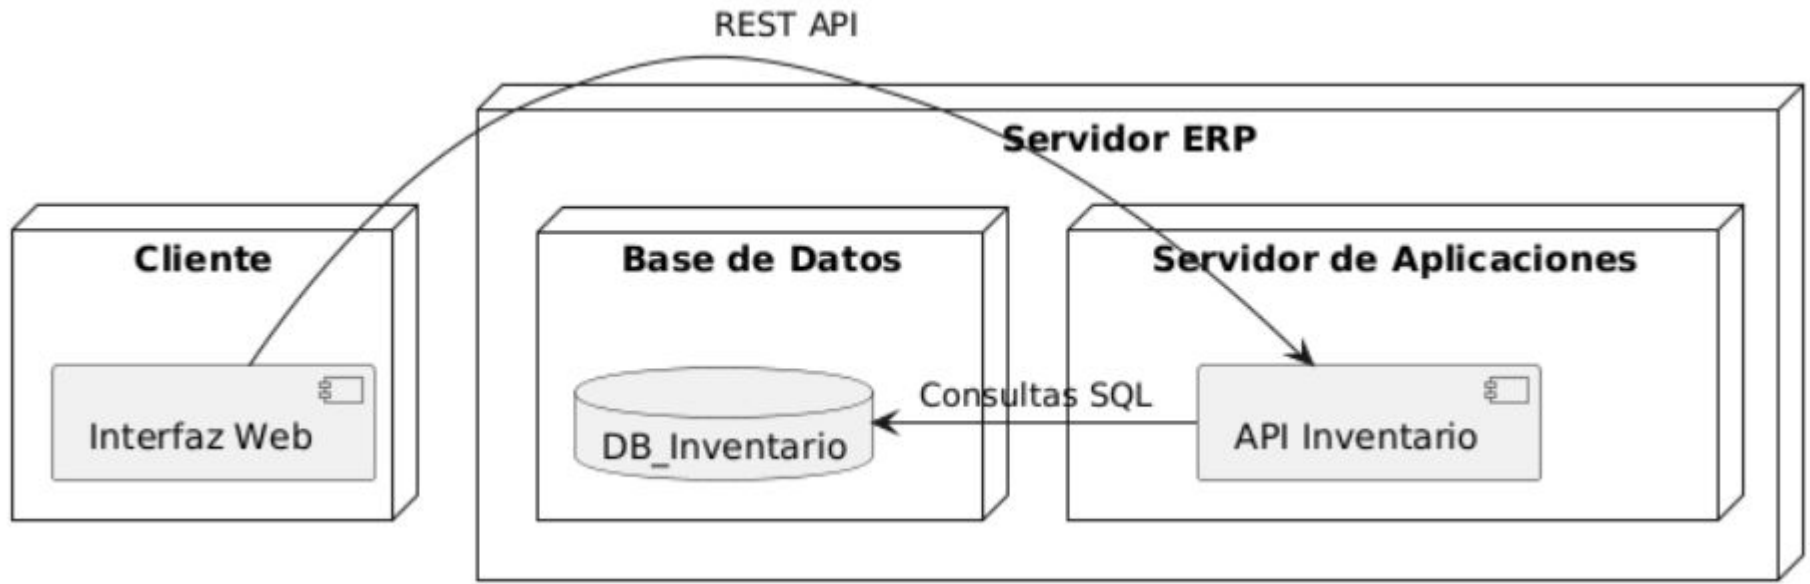 REST API
Servidor ERP
Cliente
Base de Datos
Servidor de Aplicaciones
Consultas SQL
Interfaz Web
DB_Inventario
API Inventario